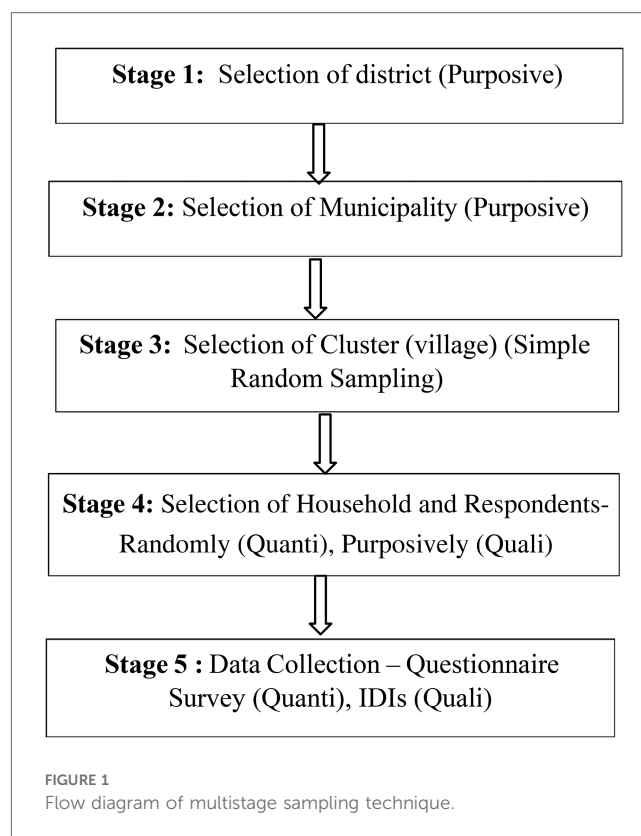 Stage 1: Selection of district (Purposive)
Stage 2: Selection of Municipality (Purposive)
Stage 3: Selection of Cluster (village) (Simple
Random Sampling)
Stage 4: Selection of Household and Respondents-
Randomly (Quanti), Purposively (Quali)
Stage 5 : Data Collection – Questionnaire
Survey (Quanti), IDIs (Quali)
FIGURE 1
Flow diagram of multistage sampling technique.